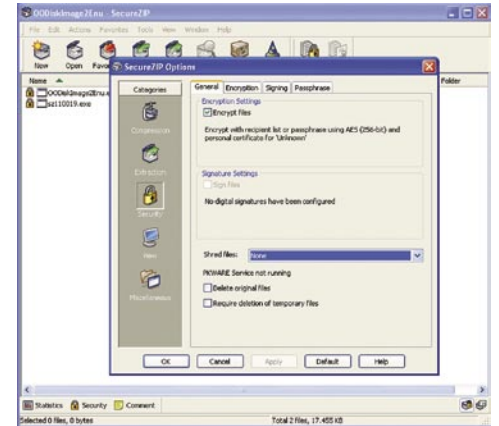 OODiskImage2Enu - SecureZIP
File Edit Actions Favorites Tools View Window Help
New Open
SecureZIP Options
Name
Folder
OODiskImage2Enu.e
szl10019.exe
Categories
General Encryption Signing Passphrase
Compression
Extraction
Security
View
Miscellaneous
Encryption Settings
Encrypt files
Encrypt with recipient list or passphrase using AES (256-bit) and
personal certificate for 'Unknown'
Signature Settings
Sign files
No digital signatures have been configured
Shred files: None
PKWARE Service not running
Delete original files
Require deletion of temporary files
OK Cancel Apply Default Help
Statistics Security Comment
Selected 0 files, 0 bytes
Total 2 files, 17.455 KB